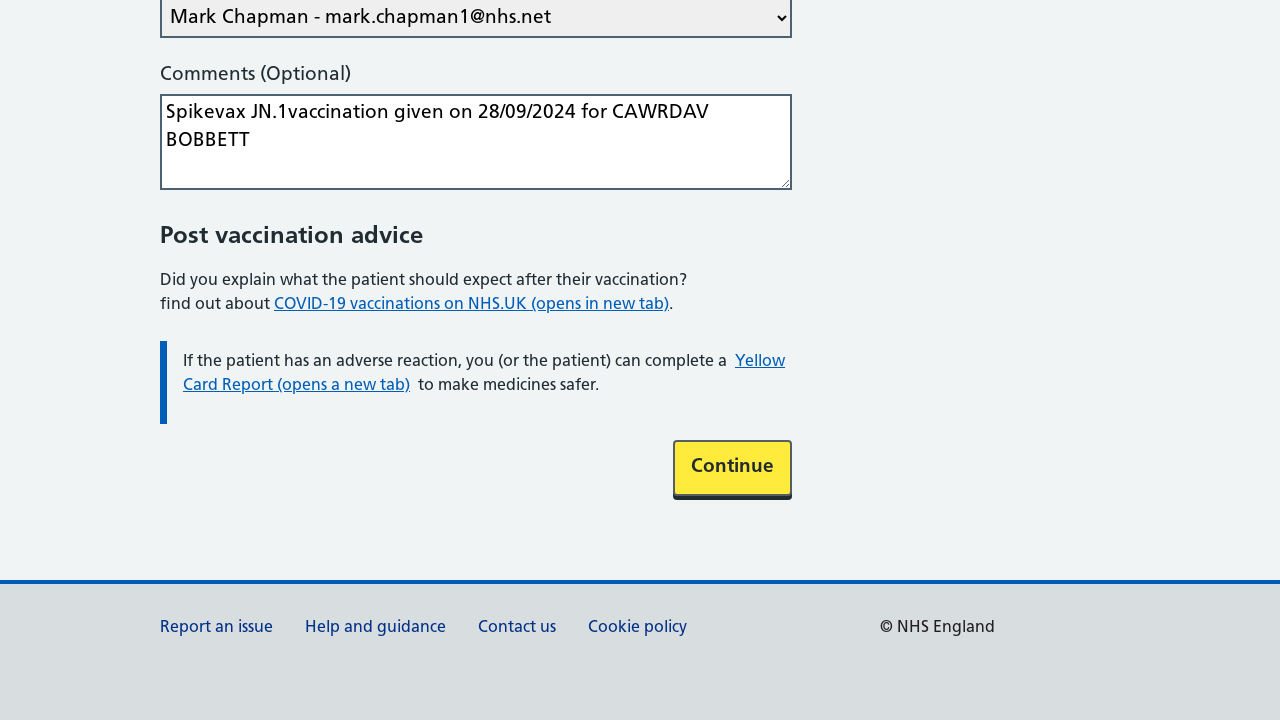 Mark Chapman - mark.chapman1@nhs.net
Comments (Optional)
Spikevax JN.1vaccination given on 28/09/2024 for CAWRDAV
BOBBETT
Post vaccination advice
Did you explain what the patient should expect after their vaccination?
find out about COVID-19 vaccinations on NHS.UK (opens in new tab).
If the patient has an adverse reaction, you (or the patient) can complete a Yellow
Card Report (opens a new tab) to make medicines safer.
Continue
Report an issue Help and guidance Contact us Cookie policy © NHS England